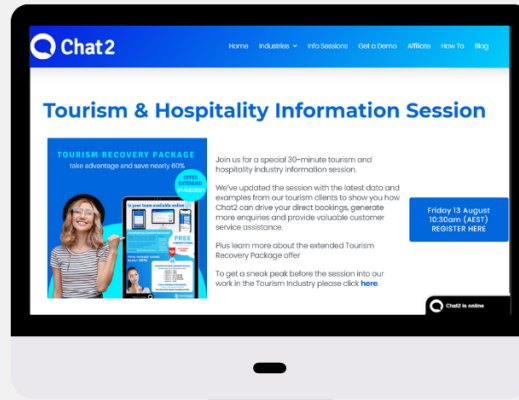 Chat2
Home Industries Info Sessions Get a Demo Affiliate How To Blog
Tourism & Hospitality Information Session
TOURISM RECOVERY PACKAGE
take advantage and save nearly 60%
OFFER
EXTENDED
Is your team available online
FREE
Join us for a special 30-minute tourism and
hospitality industry information session.
We've updated the session with the latest data and
examples from our tourism clients to show you how
Chat2 can drive your direct bookings, generate
more enquiries and provide valuable customer
service assistance.
Plus learn more about the extended Tourism
Recovery Package offer
To get a sneak peak before the session into our
work in the Tourism Industry please click here.
Friday 13 August
10:30am (AEST)
REGISTER HERE
Chat2 is online